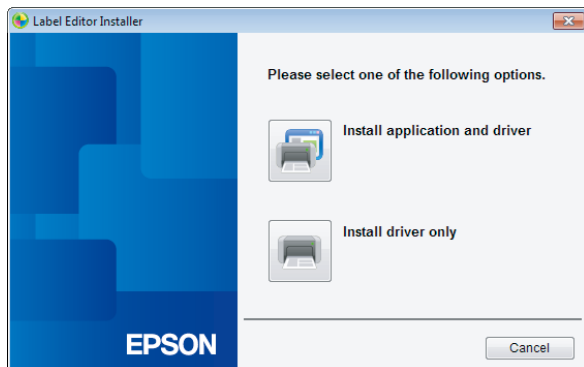 Label Editor Installer
Please select one of the following options.
Install application and driver
Install driver only
EPSON
Cancel